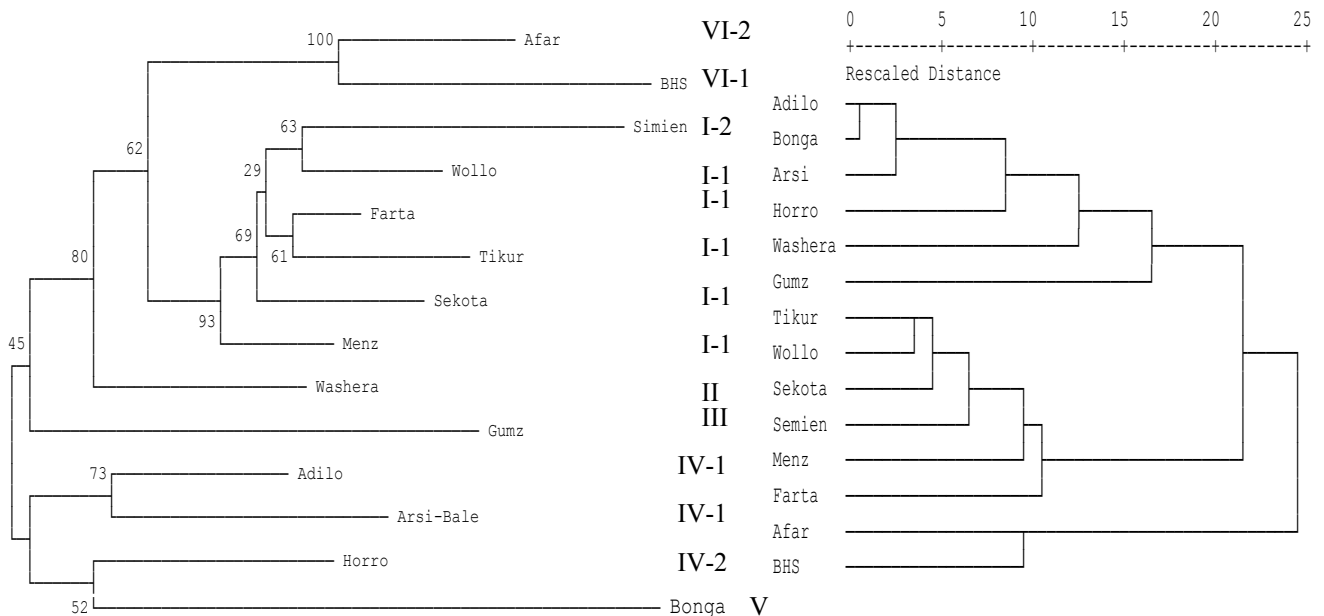 100
Afar
VI-2
BHS
VI-1
63
Simien
I-2
62
29
Wollo
I-1
I-1
Farta
69
61
Tikur
I-1
80
Sekota
I-1
93
45
Menz
I-1
Washera
II
III
Gumz
73
Adilo
IV-1
Arsi-Bale
IV-1
Horro
IV-2
52
Bonga
V
0 5 10 15 20 25
Rescaled Distance
Adilo
Bonga
Arsi
Horro
Washera
Gumz
Tikur
Wollo
Sekota
Semien
Menz
Farta
Afar
BHS